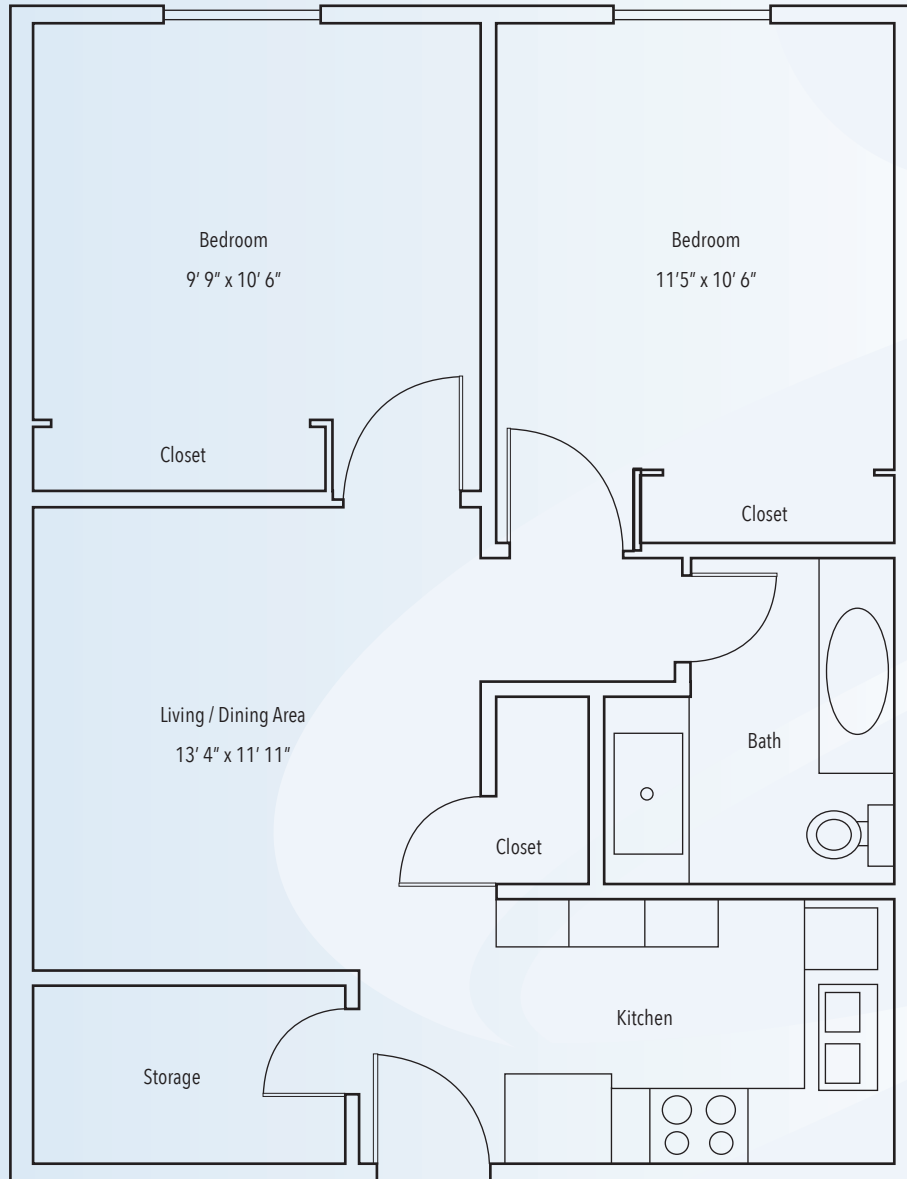 Bedroom
9' 9" x 10' 6"
Bedroom
11'5" x 10' 6"
Closet
Closet
Living / Dining Area
13' 4" x 11' 11"
Bath
Closet
Kitchen
Storage